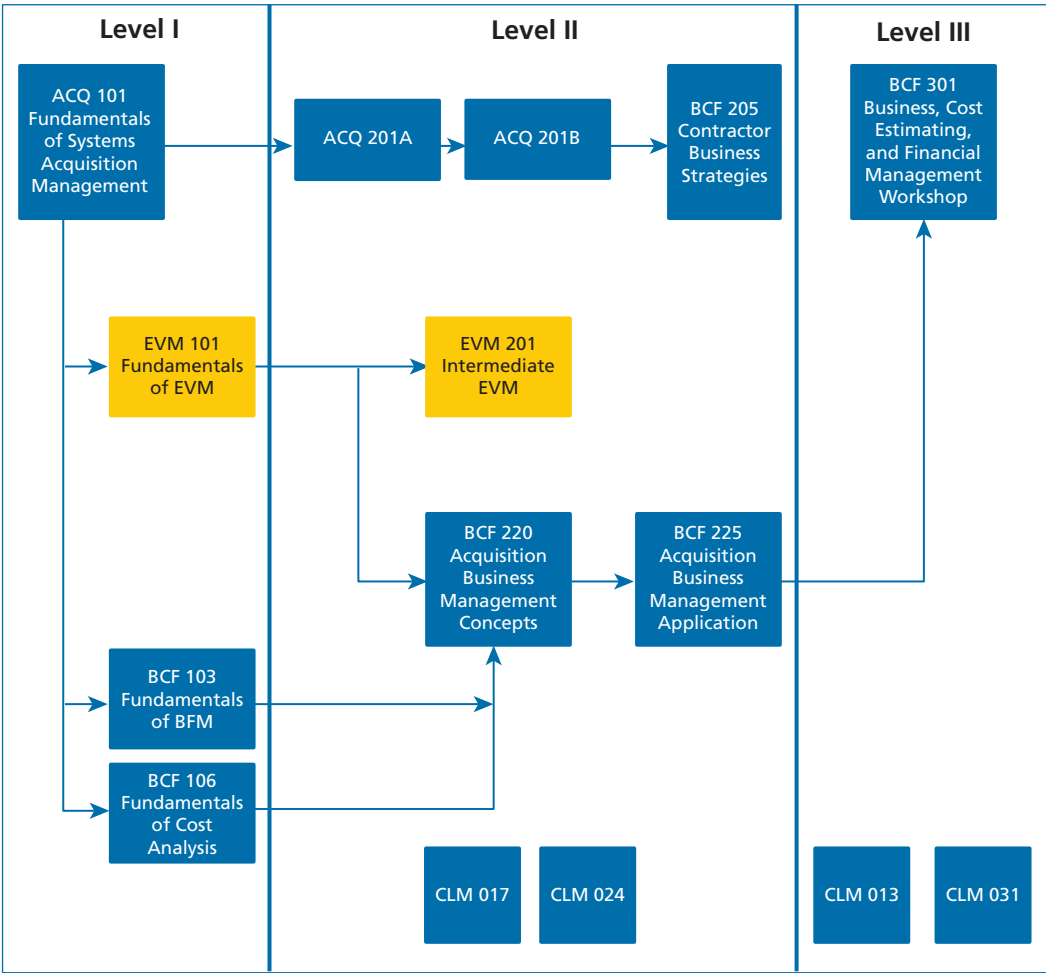 Level I
Level II
Level III
ACQ 101
Fundamentals
of Systems
Acquisition
Management
ACQ 201A
ACQ 201B
BCF 205
Contractor
Business
Strategies
BCF 301
Business, Cost
Estimating,
and Financial
Management
Workshop
EVM 101
Fundamentals
of EVM
EVM 201
Intermediate
EVM
BCF 220
Acquisition
Business
Management
Concepts
BCF 225
Acquisition
Business
Management
Application
BCF 103
Fundamentals
of BFM
BCF 106
Fundamentals
of Cost
Analysis
CLM 017
CLM 024
CLM 013
CLM 031